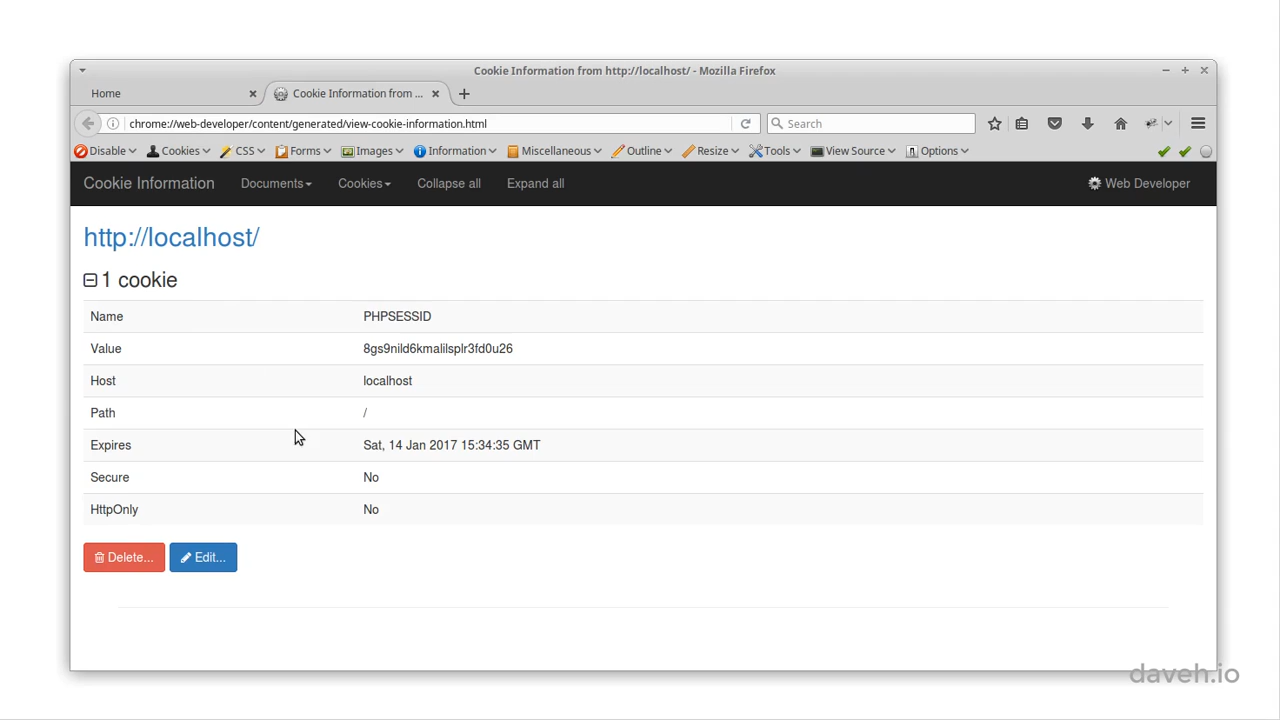 Cookie Information from http://localhost/ - Mozilla Firefox
Home
Cookie Information from ...
chrome://web-developer/content/generated/view-cookie-information.html
Search
Disable Cookies CSS Forms Images Information Miscellaneous Outline Resize Tools View Source Options
Cookie Information Documents Cookies Collapse all Expand all Web Developer
http://localhost/
1 cookie
Name PHPSESSID
Value 8gs9nild6kmalilsplr3fd0u26
Host localhost
Path /
Expires Sat, 14 Jan 2017 15:34:35 GMT
Secure No
HttpOnly No
Delete... Edit...
daveh.io